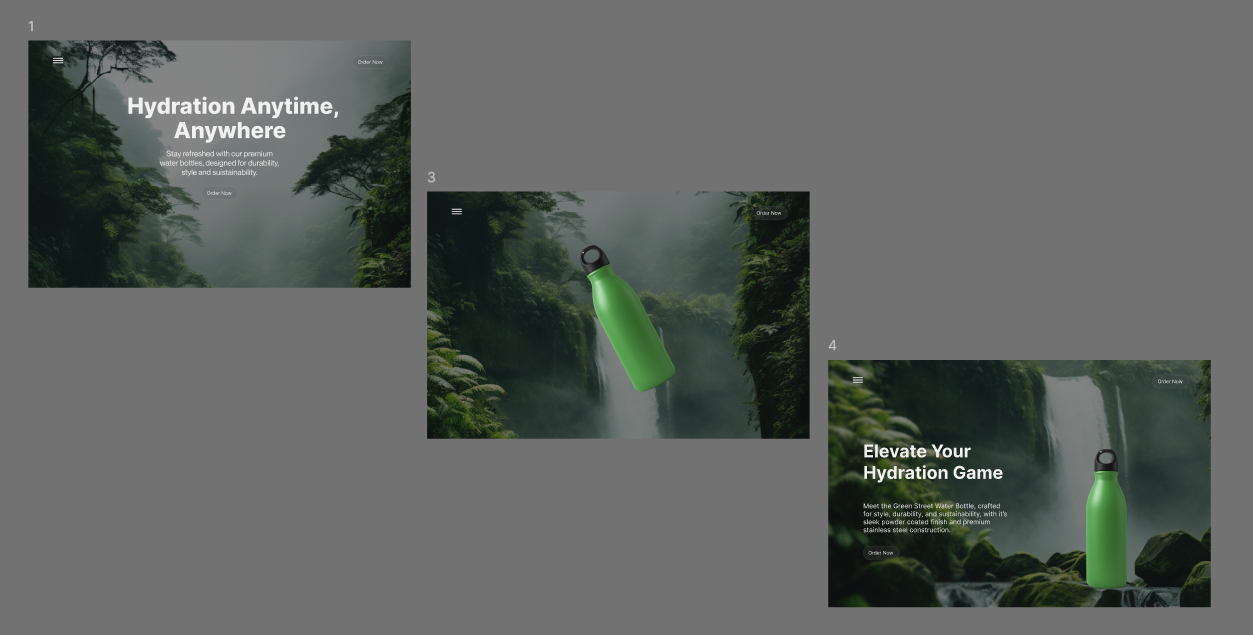 1
Order Now
Hydration Anytime,
Anywhere
Stay refreshed with our premium
water bottles, designed for durability,
style and suistainability.
Order Now
3
Order Now
4
Order Now
Elevate Your
Hydration Game
Meet the Green Street Water Bottle, crafted
for style, durability, and sustainability, with it's
sleek powder coated finish and premium
stainless steel construction.
Order Now